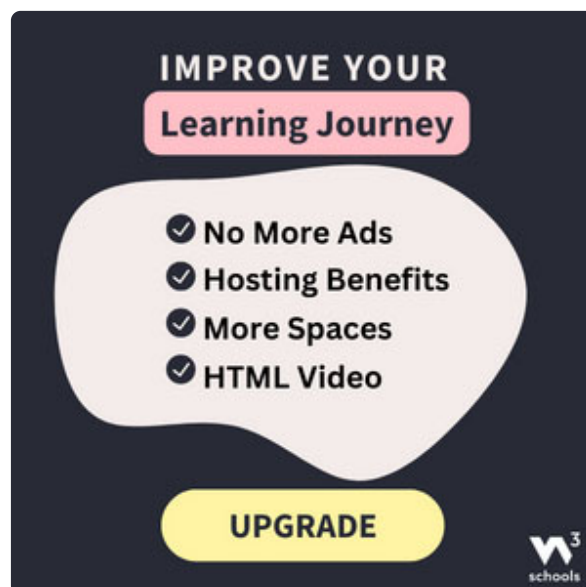 IMPROVE YOUR
Learning Journey
No More Ads
Hosting Benefits
More Spaces
HTML Video
UPGRADE
W3
schools